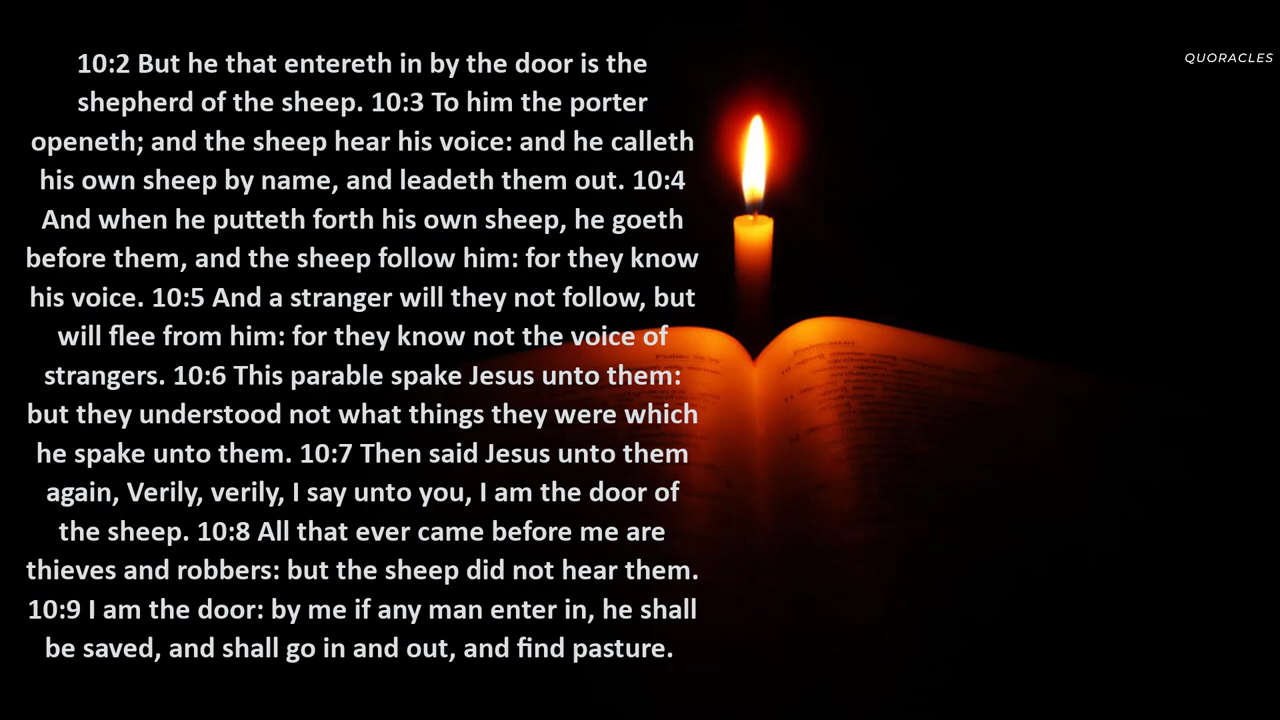 10:2 But he that entereth in by the door is the
shepherd of the sheep. 10:3 To him the porter
openeth; and the sheep hear his voice: and he calleth
his own sheep by name, and leadeth them out. 10:4
And when he putteth forth his own sheep, he goeth
before them, and the sheep follow him: for they know
his voice. 10:5 And a stranger will they not follow, but
will flee from him: for they know not the voice of
strangers. 10:6 This parable spake Jesus unto them:
but they understood not what things they were which
he spake unto them. 10:7 Then said Jesus unto them
again, Verily, verily, I say unto you, I am the door of
the sheep. 10:8 All that ever came before me are
thieves and robbers: but the sheep did not hear them.
10:9 I am the door: by me if any man enter in, he shall
be saved, and shall go in and out, and find pasture.
QUORACLES